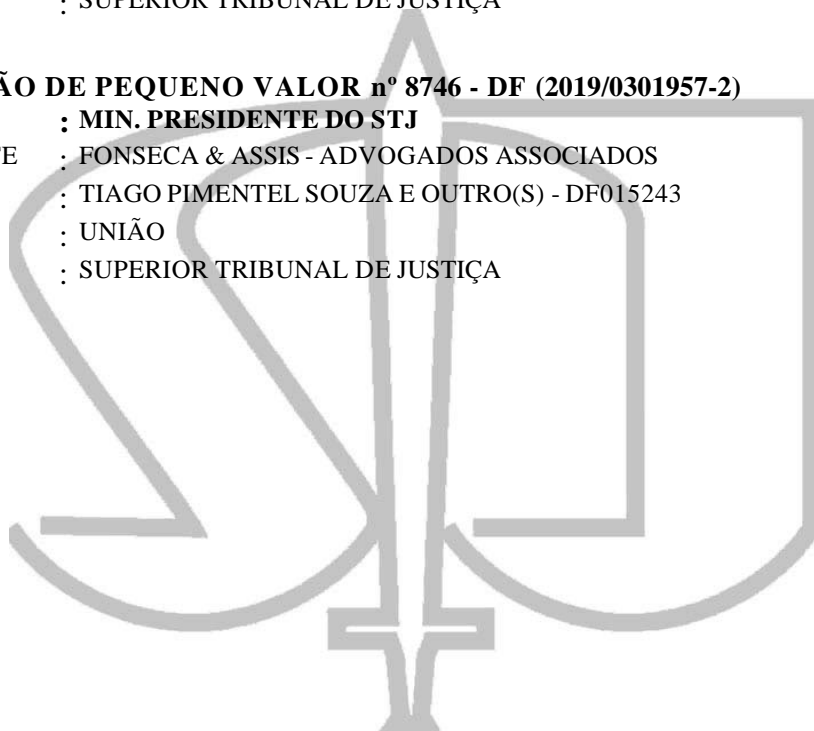 : SUPERIOR TRIBUNAL DE JUSTIÇA
ÃO DE PEQUENO VALOR nº 8746 - DF (2019/0301957-2)
: MIN. PRESIDENTE DO STJ
TE : FONSECA & ASSIS - ADVOGADOS ASSOCIADOS
: TIAGO PIMENTEL SOUZA E OUTRO(S) - DF015243
: UNIÃO
: SUPERIOR TRIBUNAL DE JUSTIÇA